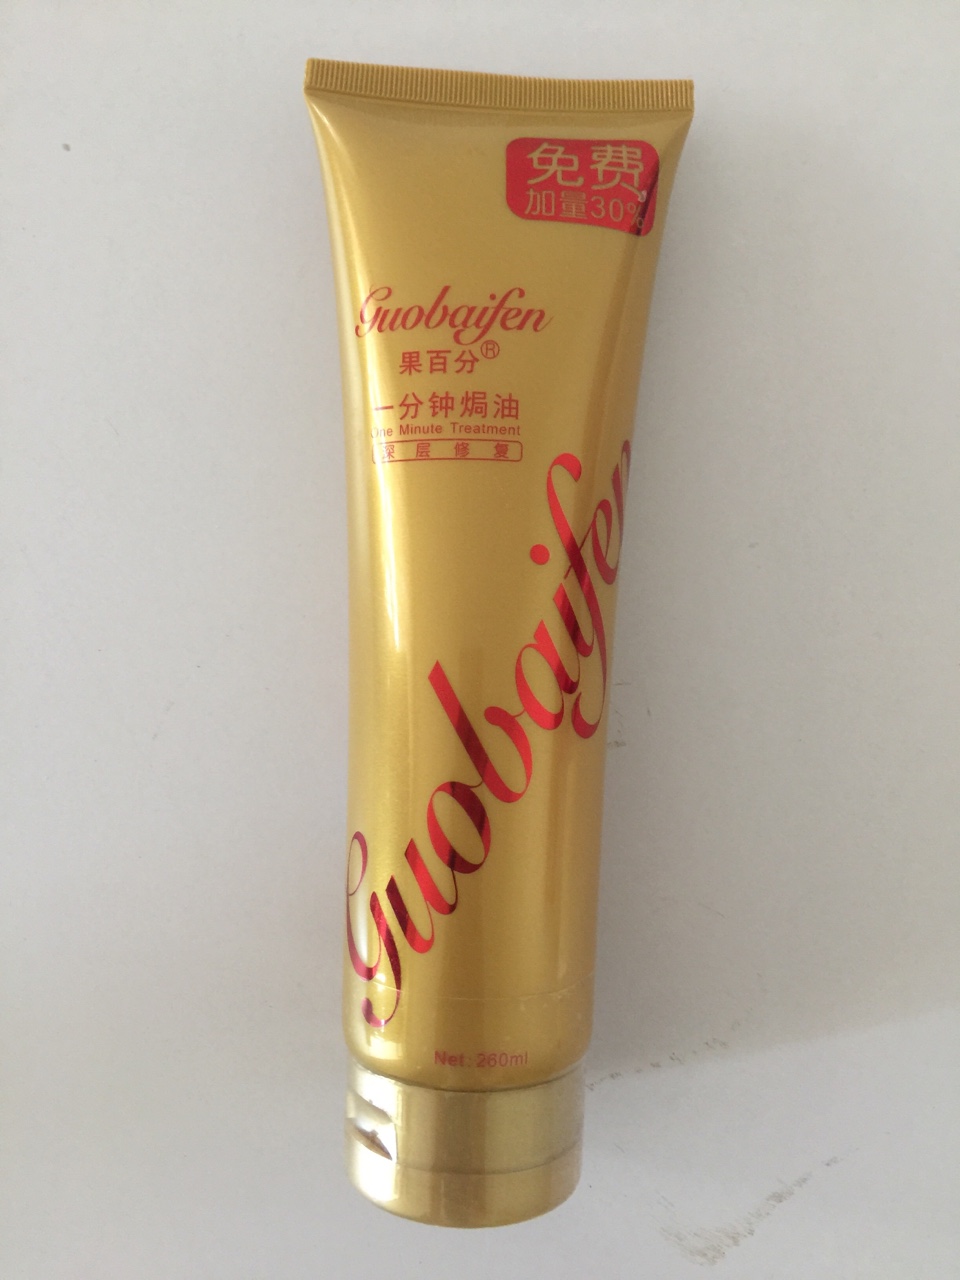 免费
加量30%
Guobaifen
果百分®
一分钟焗油
One Minute Treatment
深层修复
Guobaifen
Net: 260ml